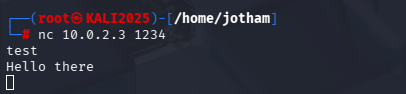 ┌──(root㉿KALI2025)-[/home/jotham]
└─# nc 10.0.2.3 1234
test
Hello there